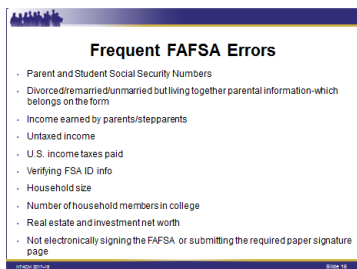 Frequent FAFSA Errors
• Parent and Student Social Security Numbers
• Divorced/remarried/unmarried but living together parental information-which
belongs on the form
• Income earned by parents/stepparents
• Untaxed income
• U.S. income taxes paid
• Verifying FSA ID info
• Household size
• Number of household members in college
• Real estate and investment net worth
• Not electronically signing the FAFSA or submitting the required paper signature
page
Slide 16